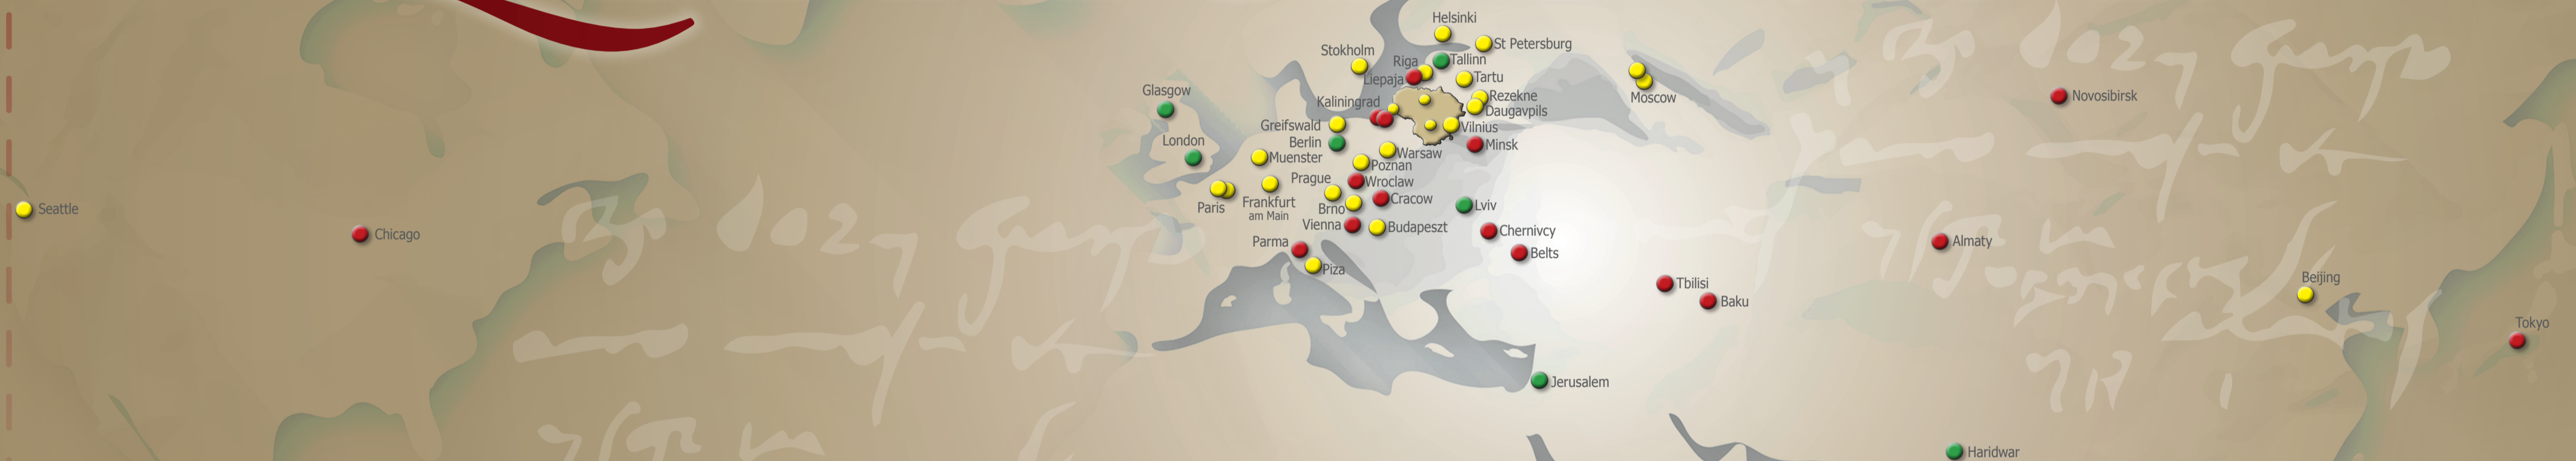 Helsinki
St Petersburg
Stokholm
Riga
Tallinn
Liepaja
Tartu
Glasgow
Kaliningrad
Rezekne
Daugavpils
Moscow
Novosibirsk
Greifswald
Vilnius
London
Berlin
Minsk
Muenster
Warsaw
Poznan
Prague
Wroclaw
Seattle
Paris
Frankfurt
am Main
Brno
Cracow
Lviv
Chicago
Vienna
Budapeszt
Chernivcy
Parma
Belts
Almaty
Piza
Tbilisi
Beijing
Baku
Tokyo
Jerusalem
Haridwar